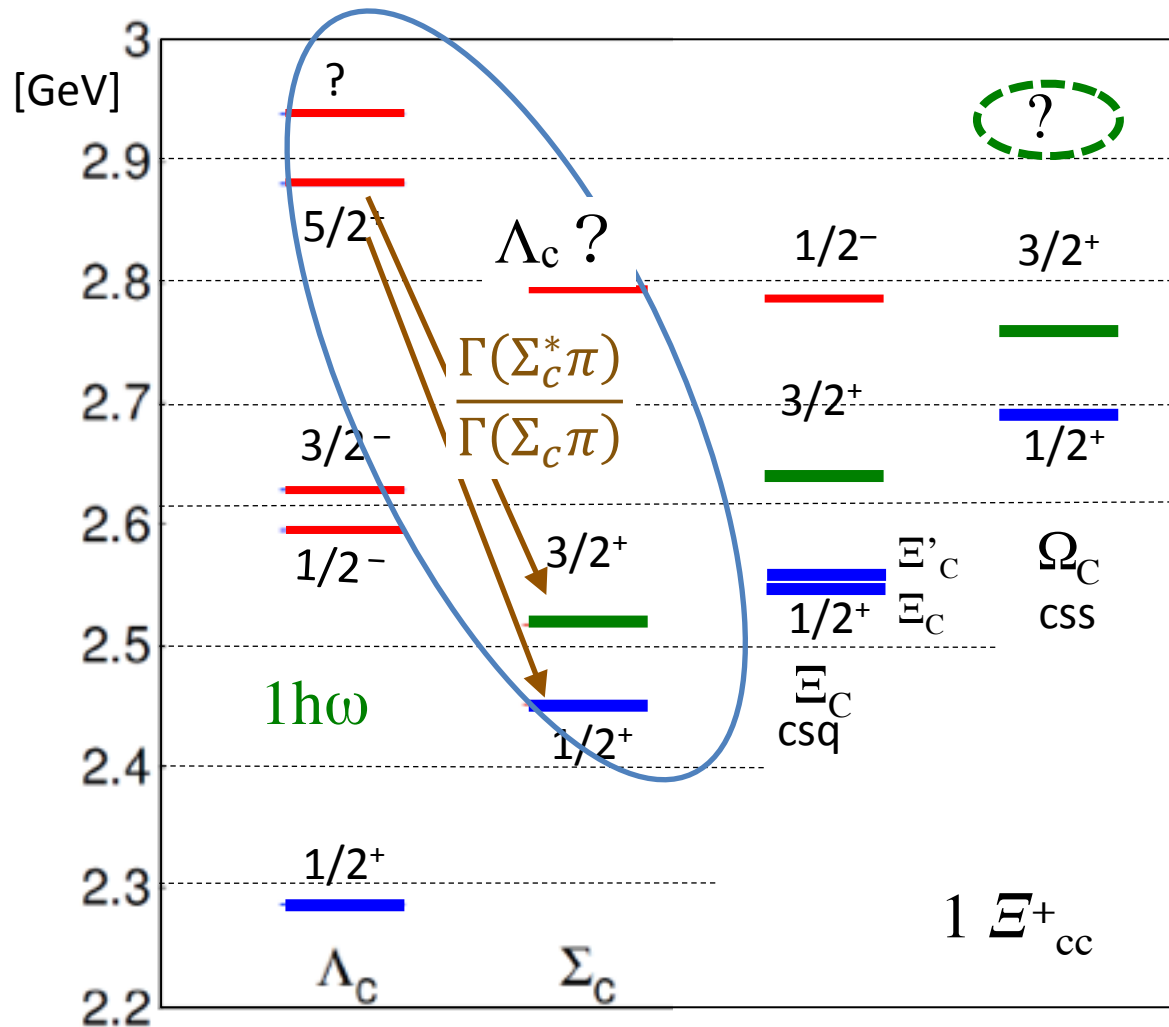 3
[GeV]
?
?
2.9
5/2⁺
Λc ?
1/2⁻
3/2⁺
2.8
Γ(Σc*π)
Γ(Σcπ)
3/2⁺
2.7
1/2⁺
3/2⁻
2.6
1/2⁻
3/2⁺
Ξ'C
ΩC
1/2⁺
ΞC
css
2.5
1hω
ΞC
1/2⁺
csq
2.4
1/2⁺
2.3
1 Ξ⁺cc
ΛC
ΣC
2.2